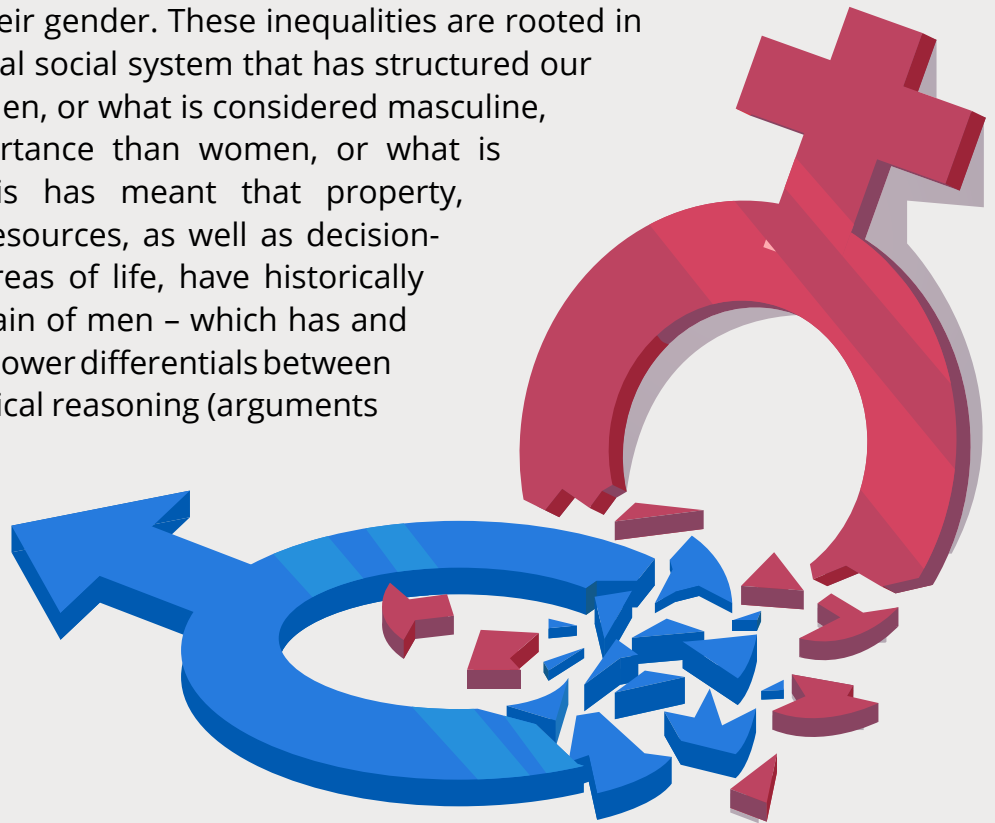 eir gender. These inequalities are rooted in
al social system that has structured our
en, or what is considered masculine,
rtance than women, or what is
is has meant that property,
esources, as well as decision-
reas of life, have historically
ain of men – which has and
ower differentials between
ical reasoning (arguments